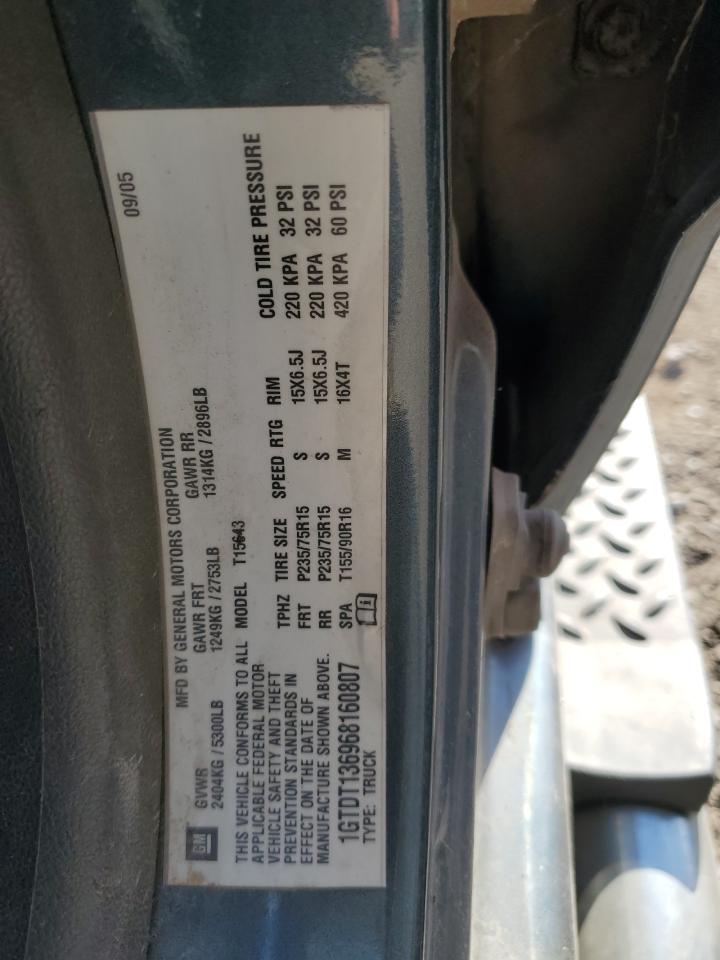 09/05
MFD BY GENERAL MOTORS CORPORATION
GM
GVWR GAWR FRT GAWR RR
2404KG / 5300LB 1249KG / 2753LB 1314KG / 2896LB
THIS VEHICLE CONFORMS TO ALL
APPLICABLE FEDERAL MOTOR
VEHICLE SAFETY AND THEFT
PREVENTION STANDARDS IN
EFFECT ON THE DATE OF
MANUFACTURE SHOWN ABOVE.
1GTDT136968160807
TYPE: TRUCK
MODEL T15643
TPHZ TIRE SIZE SPEED RTG RIM COLD TIRE PRESSURE
FRT P235/75R15 S 15X6.5J 220 KPA 32 PSI
RR P235/75R15 S 15X6.5J 220 KPA 32 PSI
SPA T155/90R16 M 16X4T 420 KPA 60 PSI